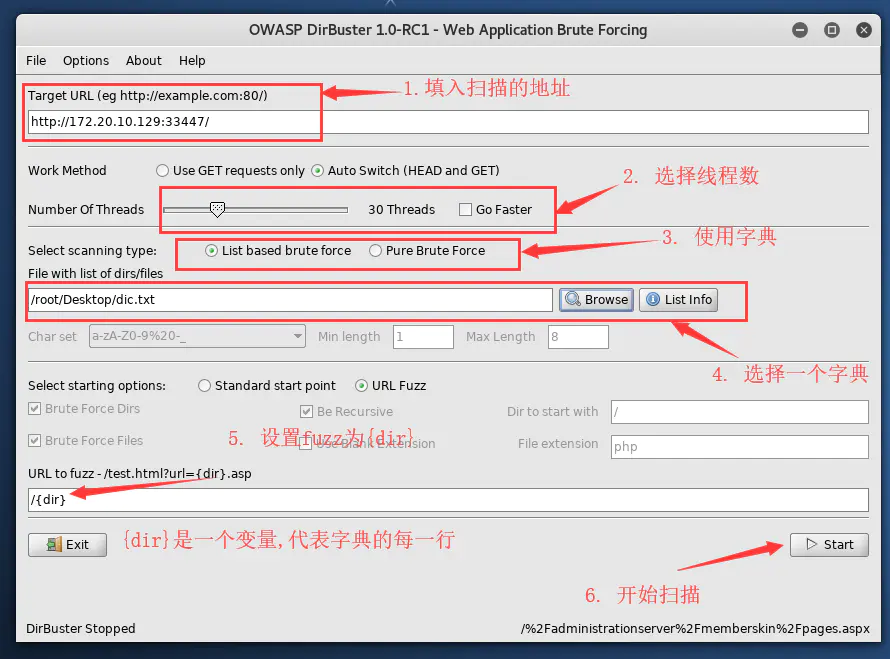 OWASP DirBuster 1.0-RC1 - Web Application Brute Forcing
File Options About Help
Target URL (eg http://example.com:80/)
1.填入扫描的地址
http://172.20.10.129:33447/
Work Method Use GET requests only Auto Switch (HEAD and GET)
2. 选择线程数
Number Of Threads 30 Threads Go Faster
3. 使用字典
Select scanning type: List based brute force Pure Brute Force
File with list of dirs/files
/root/Desktop/dic.txt Browse List Info
Char set a-zA-Z0-9%20-_ Min length 1 Max Length 8
4. 选择一个字典
Select starting options: Standard start point URL Fuzz
Brute Force Dirs Be Recursive Dir to start with /
5. 设置fuzz为/{dir}
Brute Force Files Use Blank Extension File extension php
URL to fuzz - /test.html?url={dir}.asp
/{dir}
Exit {dir}是一个变量,代表字典的每一行 Start
6. 开始扫描
DirBuster Stopped /%2Fadministrationserver%2Fmemberskin%2Fpages.aspx